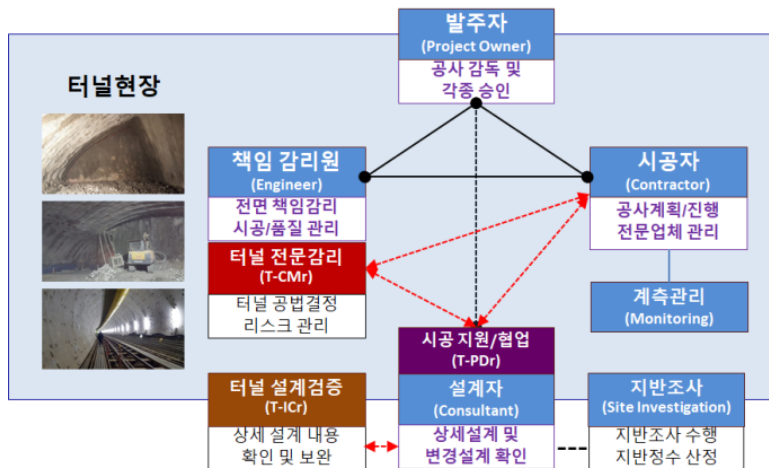 발주자
(Project Owner)
공사 감독 및
각종 승인
터널현장
책임 감리원
(Engineer)
전면 책임감리
시공/품질 관리
시공자
(Contractor)
공사계획/진행
전문업체 관리
터널 전문감리
(T-CMr)
터널 공법결정
리스크 관리
계측관리
(Monitoring)
시공 지원/협업
(T-PDr)
터널 설계검증
(T-ICr)
상세 설계 내용
확인 및 보완
설계자
(Consultant)
상세설계 및
변경설계 확인
지반조사
(Site Investigation)
지반조사 수행
지반정수 산정